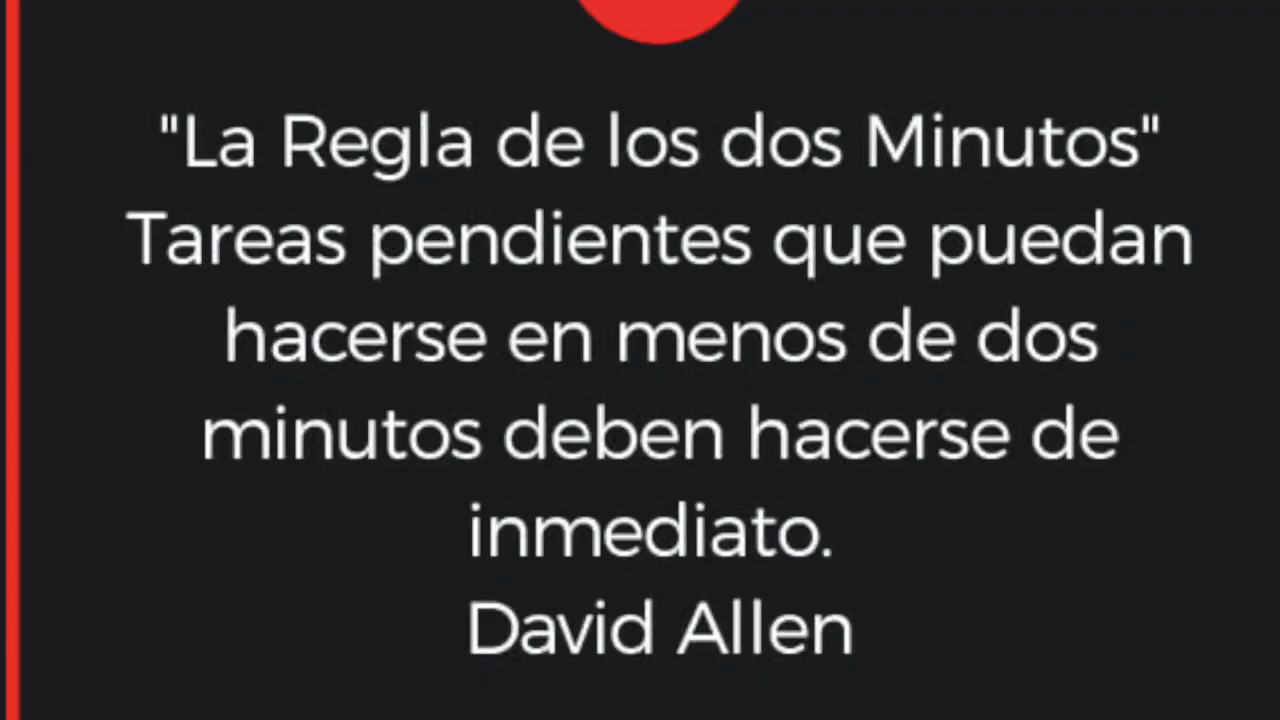 "La Regla de los dos Minutos"
Tareas pendientes que puedan
hacerse en menos de dos
minutos deben hacerse de
inmediato.
David Allen